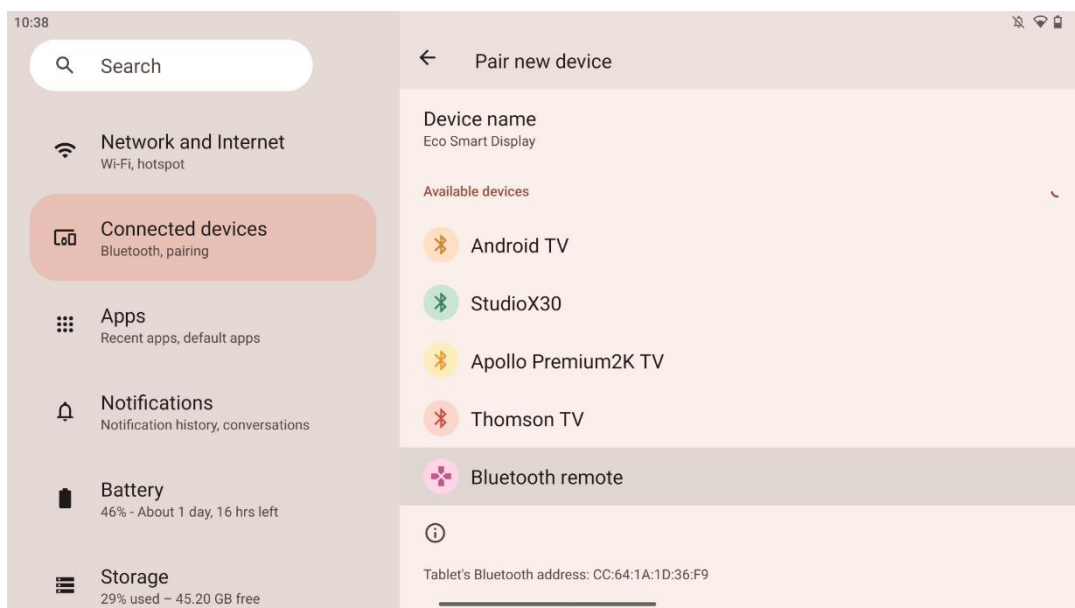 10:38
Search
Network and Internet
Wi-Fi, hotspot
Connected devices
Bluetooth, pairing
Apps
Recent apps, default apps
Notifications
Notification history, conversations
Battery
46% - About 1 day, 16 hrs left
Storage
29% used – 45.20 GB free
Pair new device
Device name
Eco Smart Display
Available devices
Android TV
StudioX30
Apollo Premium2K TV
Thomson TV
Bluetooth remote
Tablet's Bluetooth address: CC:64:1A:1D:36:F9